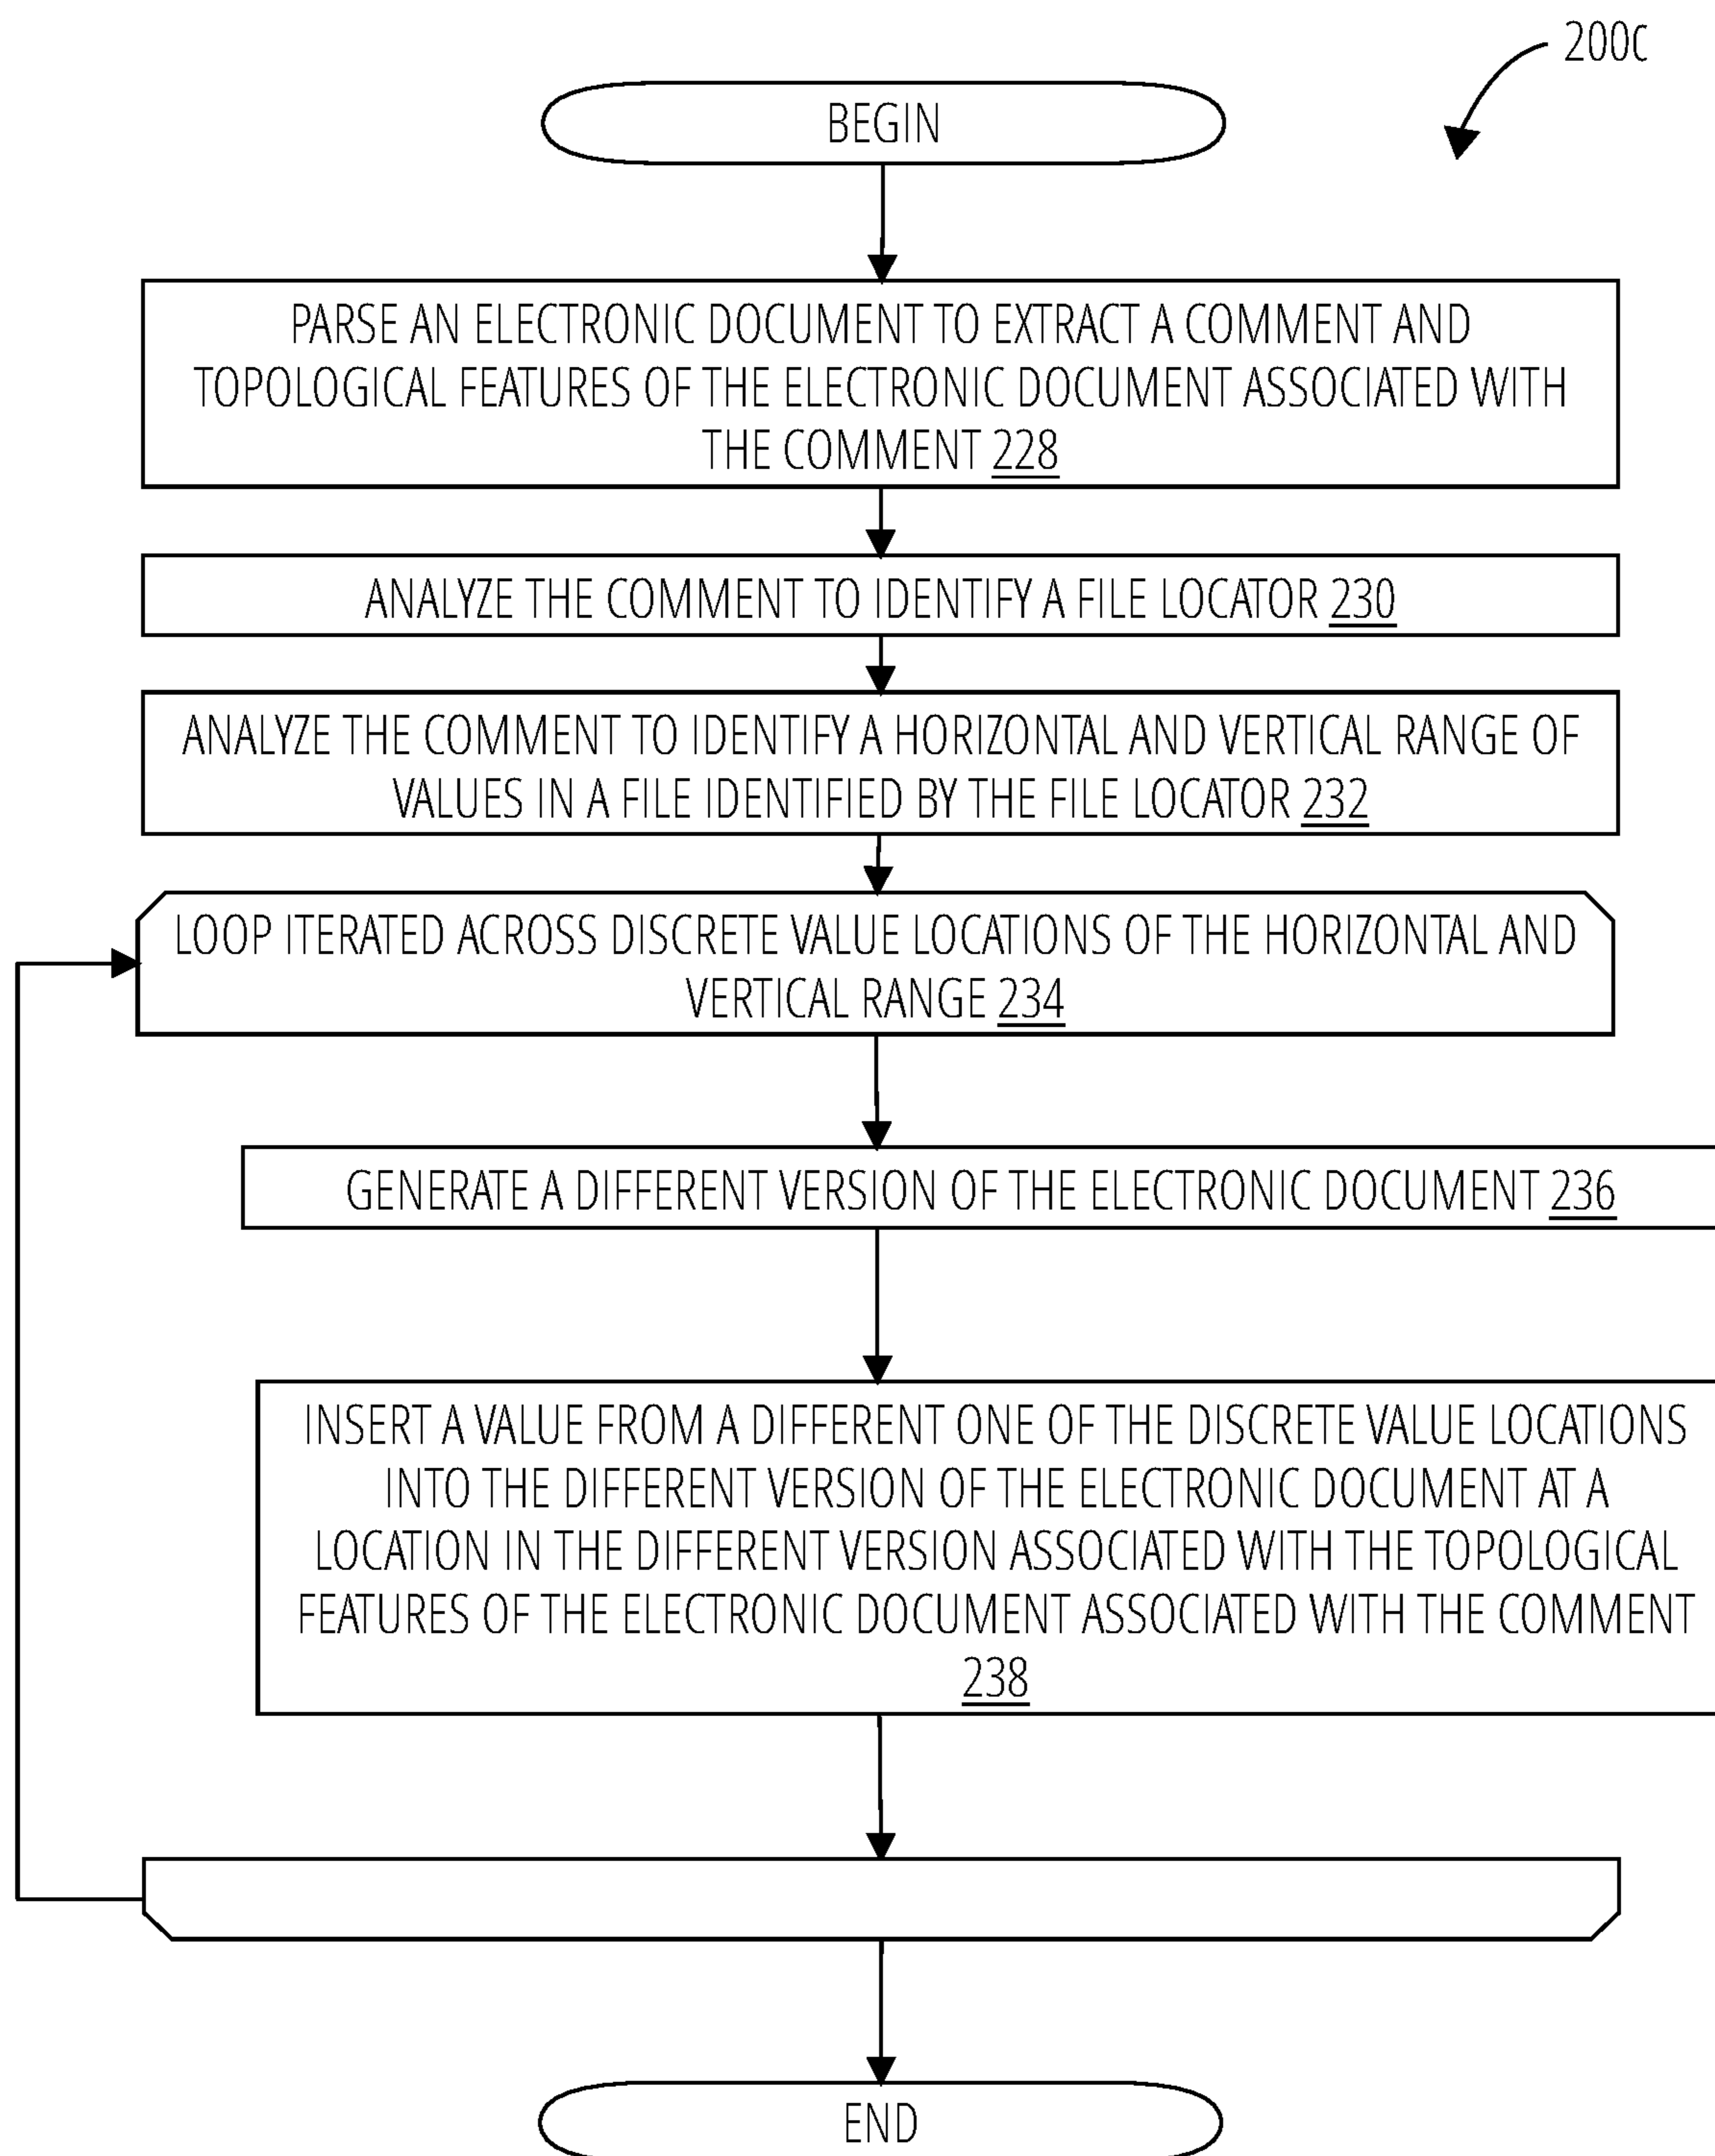 200C
BEGIN
PARSE AN ELECTRONIC DOCUMENT TO EXTRACT A COMMENT AND
TOPOLOGICAL FEATURES OF THE ELECTRONIC DOCUMENT ASSOCIATED WITH
THE COMMENT 228
ANALYZE THE COMMENT TO IDENTIFY A FILE LOCATOR 230
ANALYZE THE COMMENT TO IDENTIFY A HORIZONTAL AND VERTICAL RANGE OF
VALUES IN A FILE IDENTIFIED BY THE FILE LOCATOR 232
LOOP ITERATED ACROSS DISCRETE VALUE LOCATIONS OF THE HORIZONTAL AND
VERTICAL RANGE 234
GENERATE A DIFFERENT VERSION OF THE ELECTRONIC DOCUMENT 236
INSERT A VALUE FROM A DIFFERENT ONE OF THE DISCRETE VALUE LOCATIONS
INTO THE DIFFERENT VERSION OF THE ELECTRONIC DOCUMENT AT A
LOCATION IN THE DIFFERENT VERSION ASSOCIATED WITH THE TOPOLOGICAL
FEATURES OF THE ELECTRONIC DOCUMENT ASSOCIATED WITH THE COMMENT
238
END